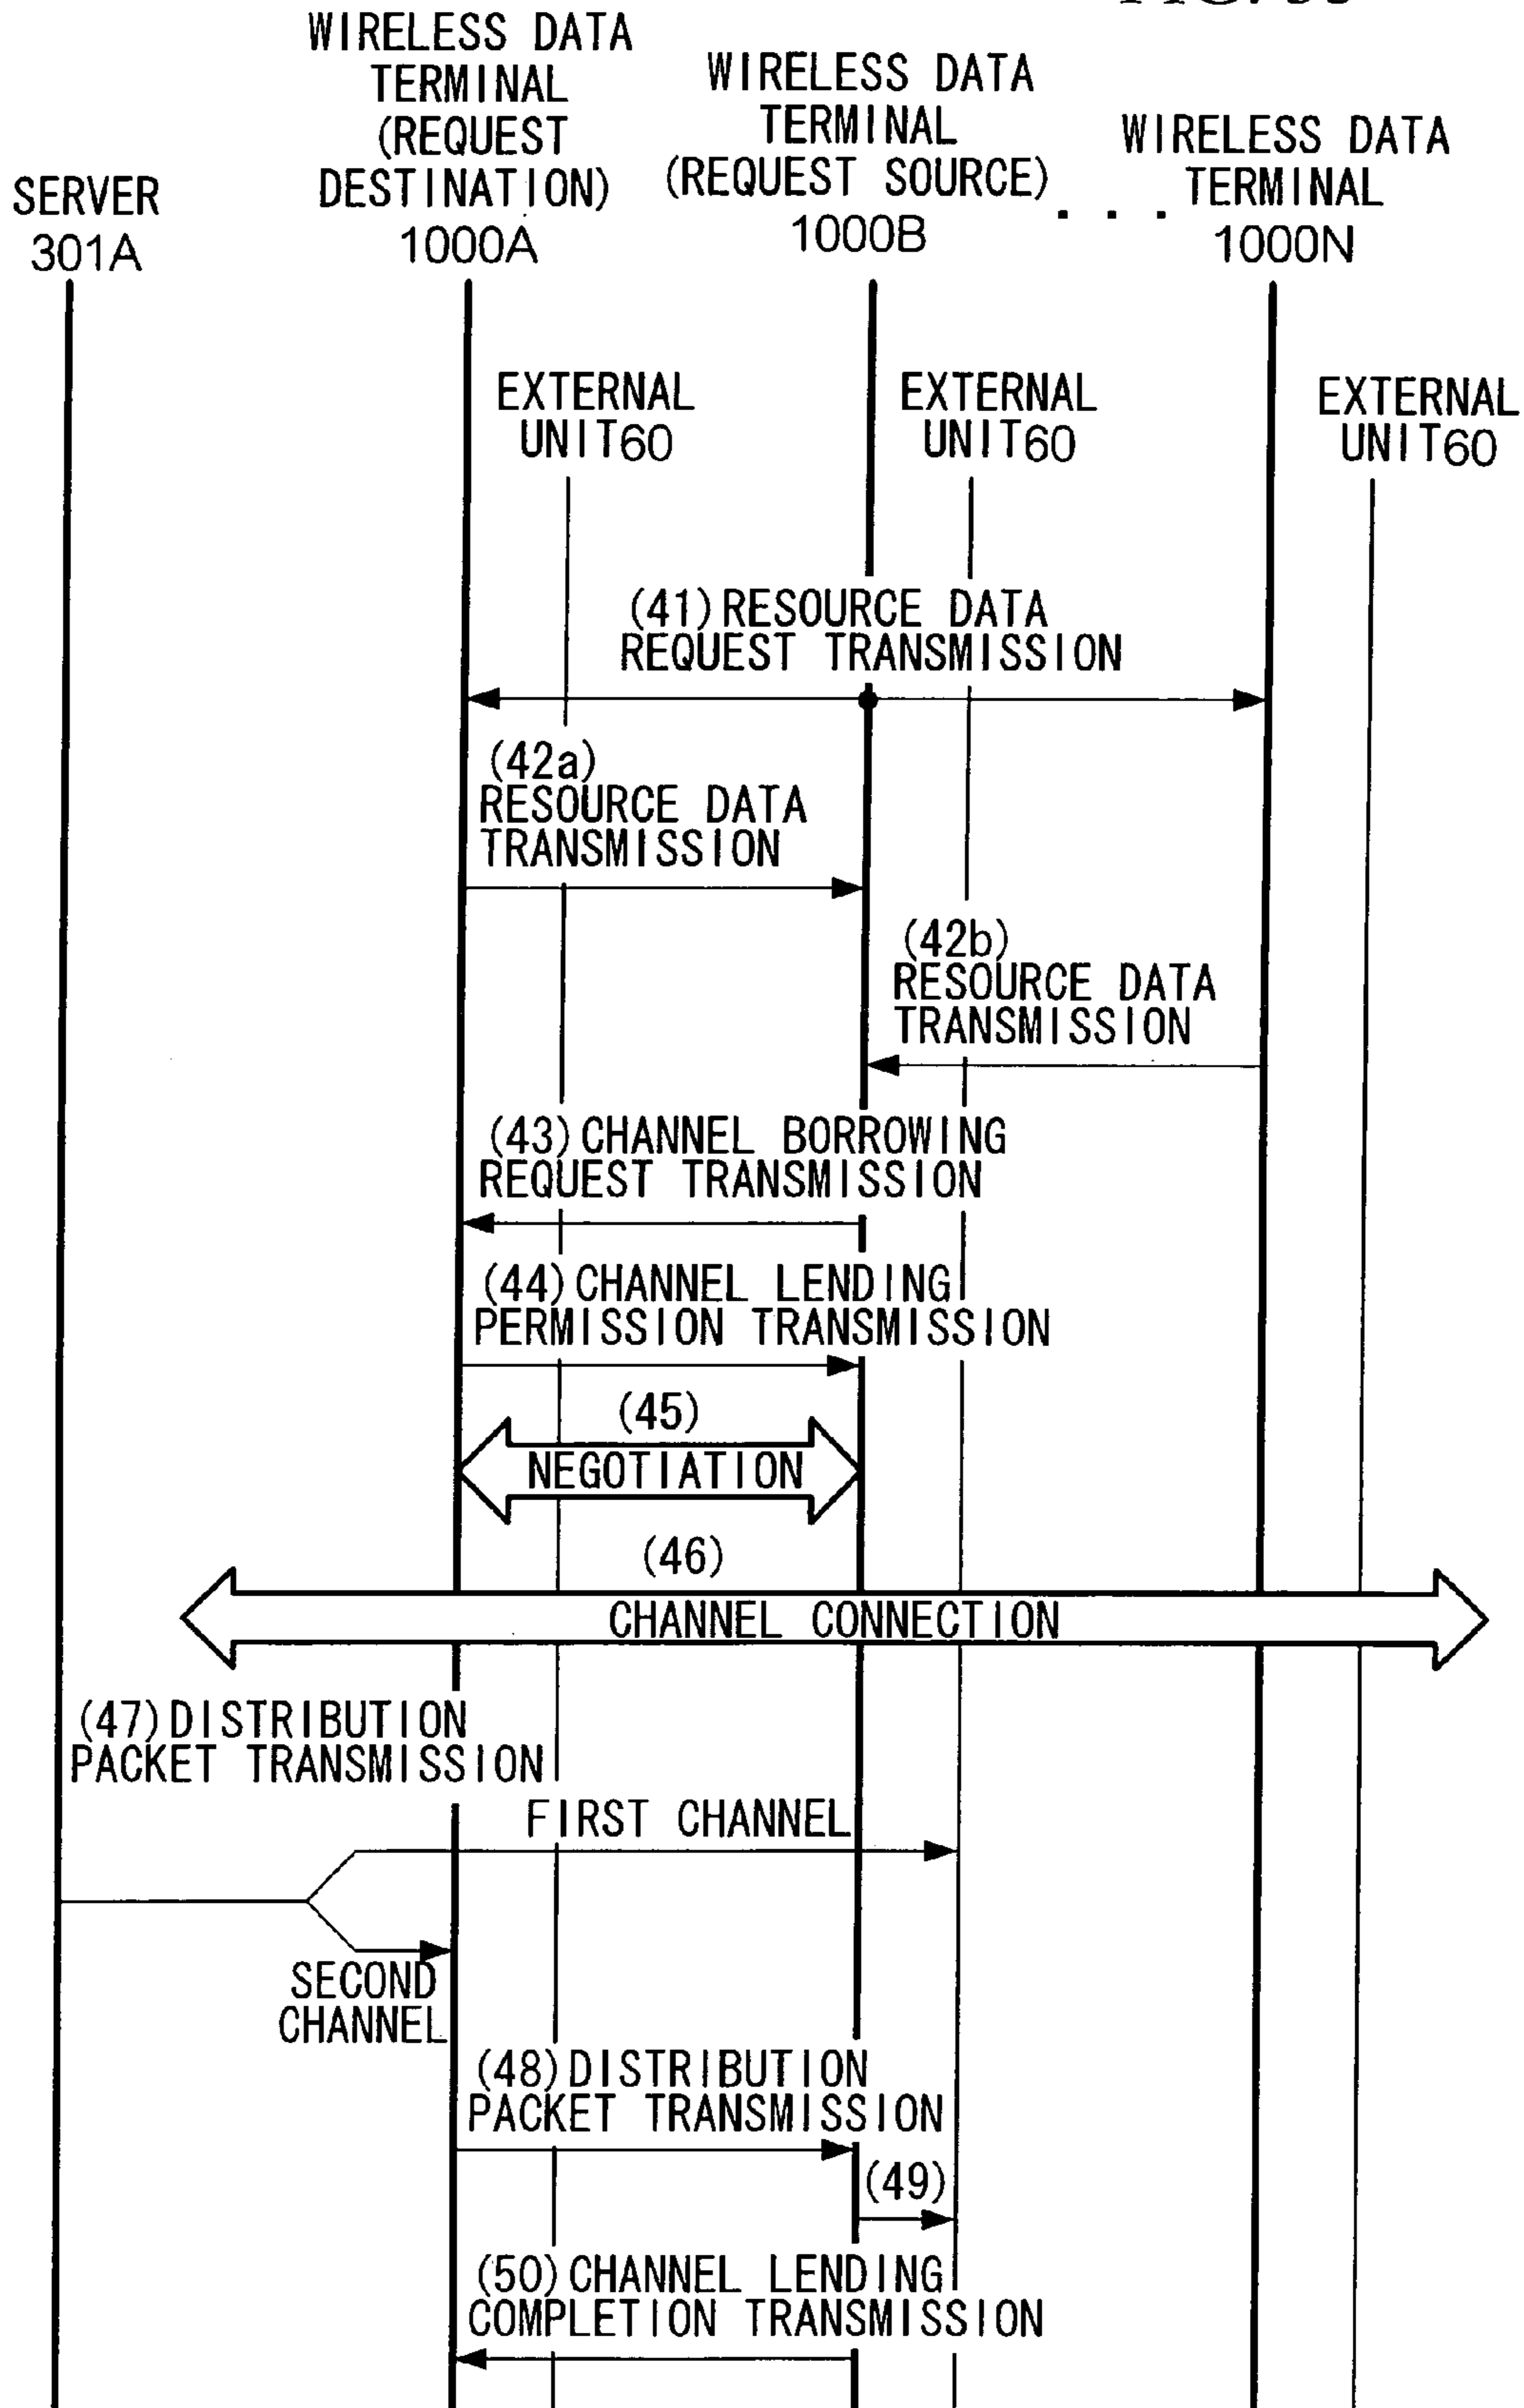 WIRELESS DATA
TERMINAL
(REQUEST
DESTINATION)
1000A
WIRELESS DATA
TERMINAL
(REQUEST SOURCE)
1000B
. . .
WIRELESS DATA
TERMINAL
1000N
SERVER
301A
EXTERNAL
UNIT60
EXTERNAL
UNIT60
EXTERNAL
UNIT60
(41)RESOURCE DATA
REQUEST TRANSMISSION
(42a)
RESOURCE DATA
TRANSMISSION
(42b)
RESOURCE DATA
TRANSMISSION
(43)CHANNEL BORROWING
REQUEST TRANSMISSION
(44)CHANNEL LENDING
PERMISSION TRANSMISSION
(45)
NEGOTIATION
(46)
CHANNEL CONNECTION
(47)DISTRIBUTION
PACKET TRANSMISSION
FIRST CHANNEL
SECOND
CHANNEL
(48)DISTRIBUTION
PACKET TRANSMISSION
(49)
(50)CHANNEL LENDING
COMPLETION TRANSMISSION